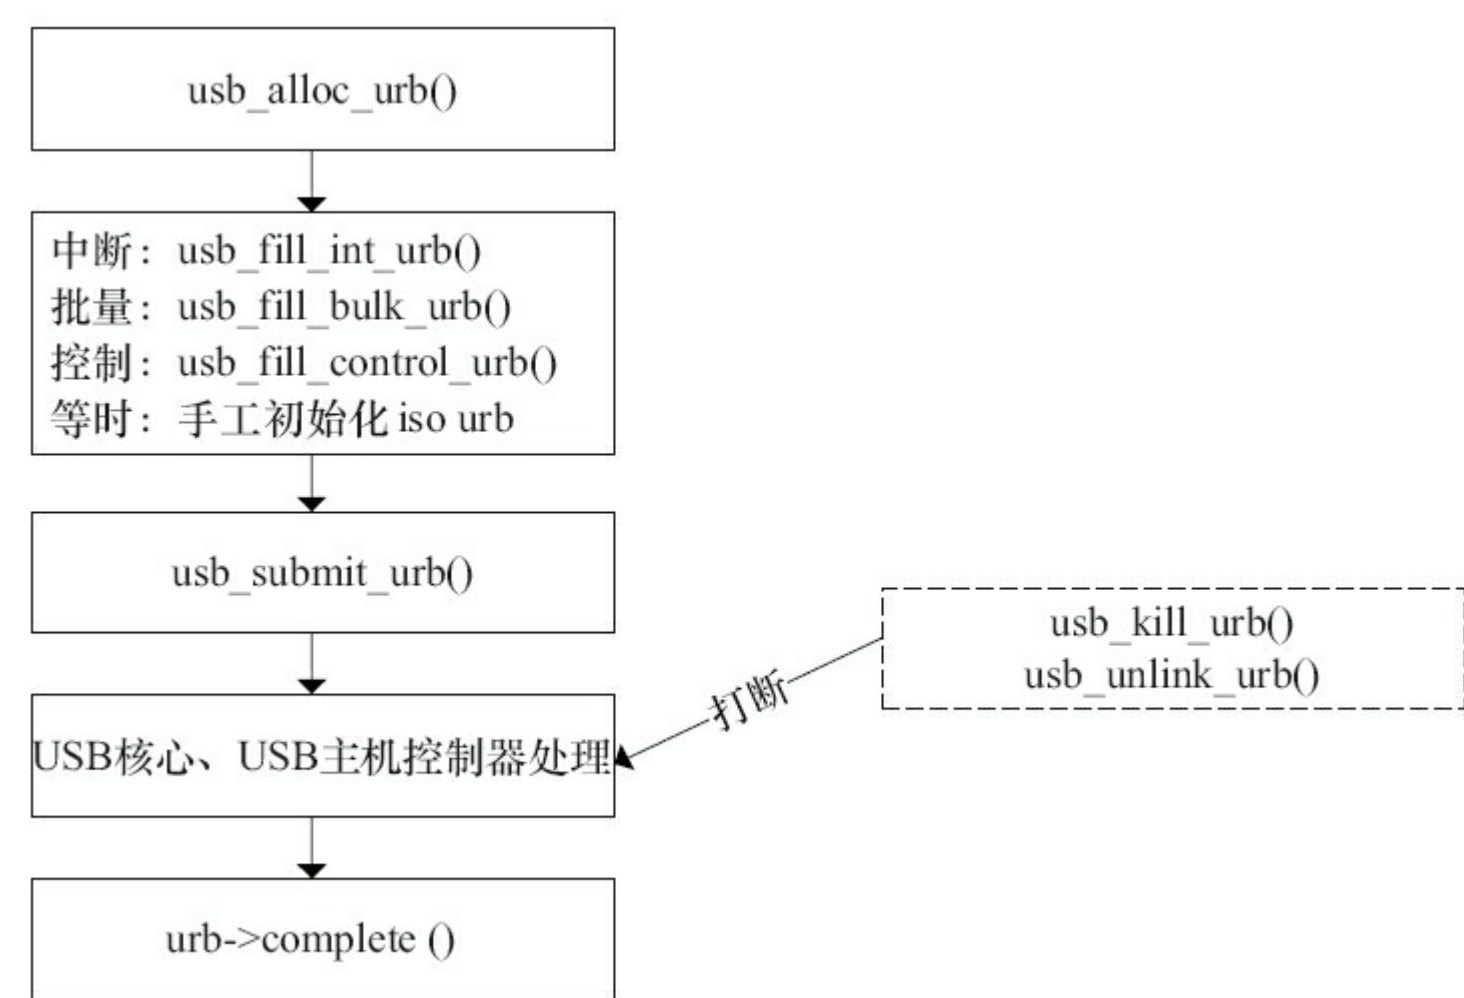 usb_alloc_urb()
中断：usb_fill_int_urb()
批量：usb_fill_bulk_urb()
控制：usb_fill_control_urb()
等时：手工初始化 iso urb
usb_submit_urb()
usb_kill_urb()
usb_unlink_urb()
打断
USB核心、USB主机控制器处理
urb->complete ()